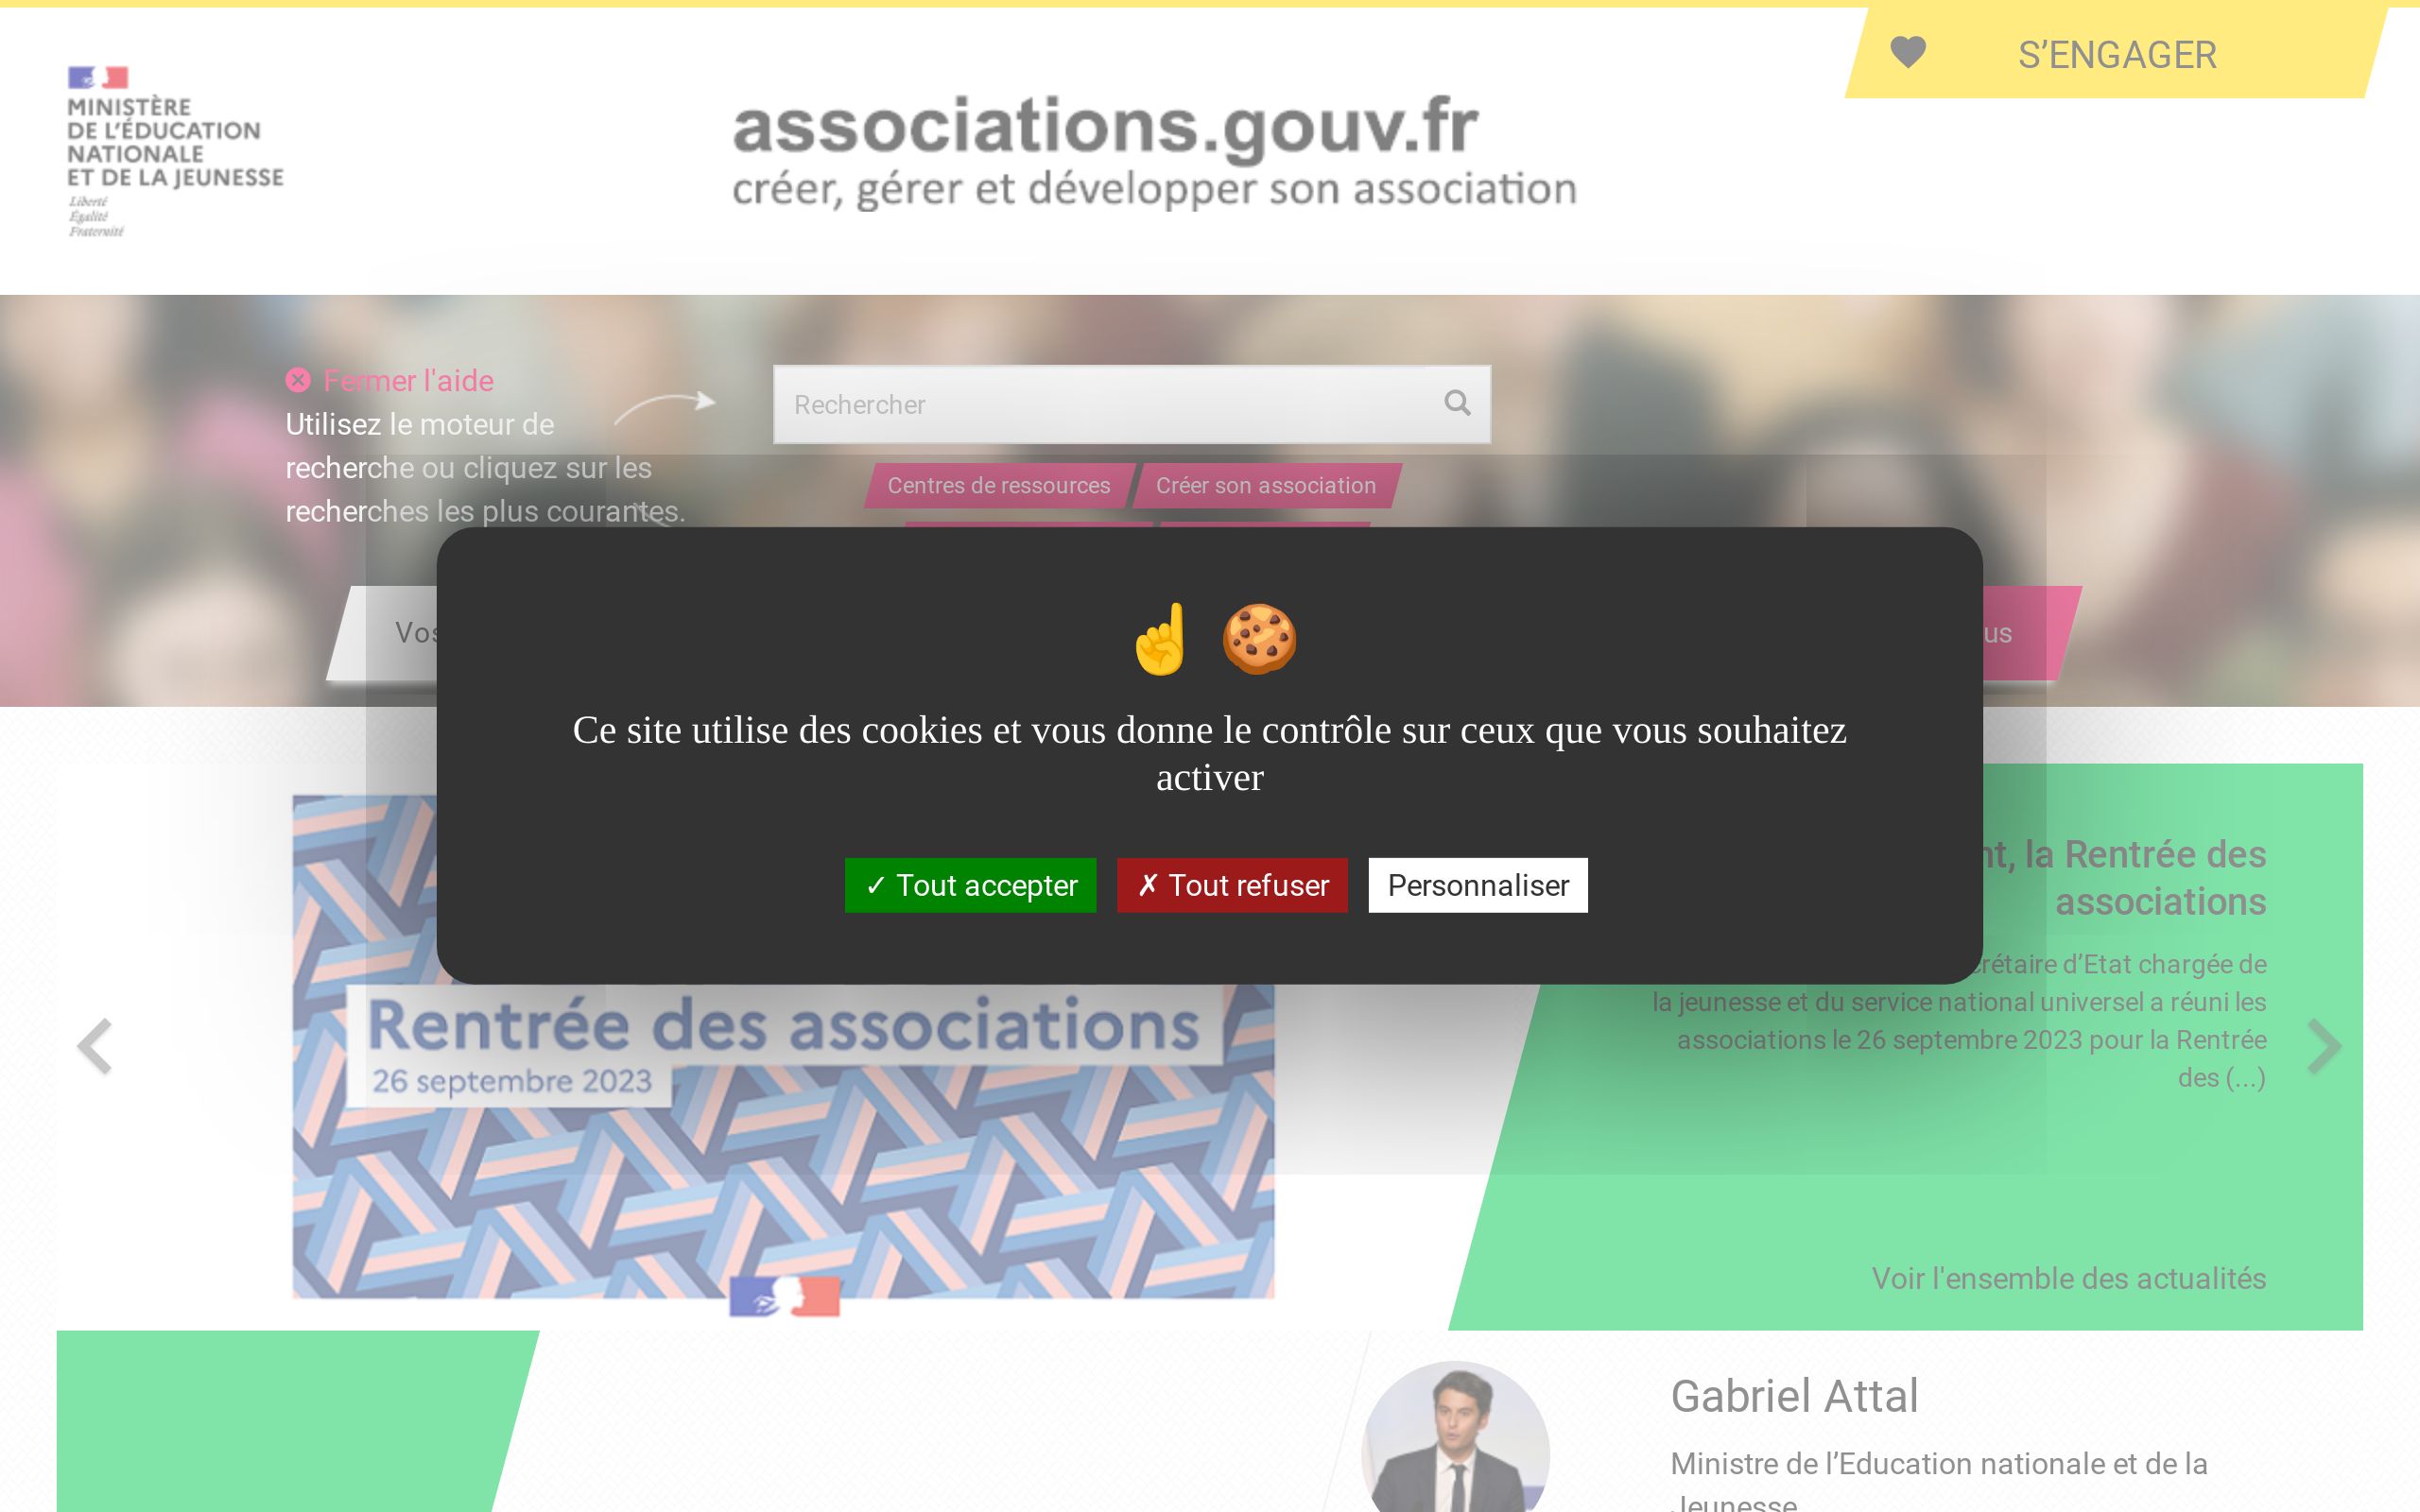 S’ENGAGER
MINISTÈRE
DE L’ÉDUCATION
NATIONALE
ET DE LA JEUNESSE
Liberté
Égalité
Fraternité
associations.gouv.fr
créer, gérer et développer son association
Fermer l'aide
Utilisez le moteur de
recherche ou cliquez sur les
recherches les plus courantes.
Rechercher
Centres de ressources
Créer son association
Ce site utilise des cookies et vous donne le contrôle sur ceux que vous souhaitez
activer
✓ Tout accepter
✗ Tout refuser
Personnaliser
Rentrée des associations
26 septembre 2023
la Rentrée des
associations
d’Etat chargée de
la jeunesse et du service national universel a réuni les
associations le 26 septembre 2023 pour la Rentrée
des (...)
Voir l'ensemble des actualités
Gabriel Attal
Ministre de l’Education nationale et de la
Jeunesse